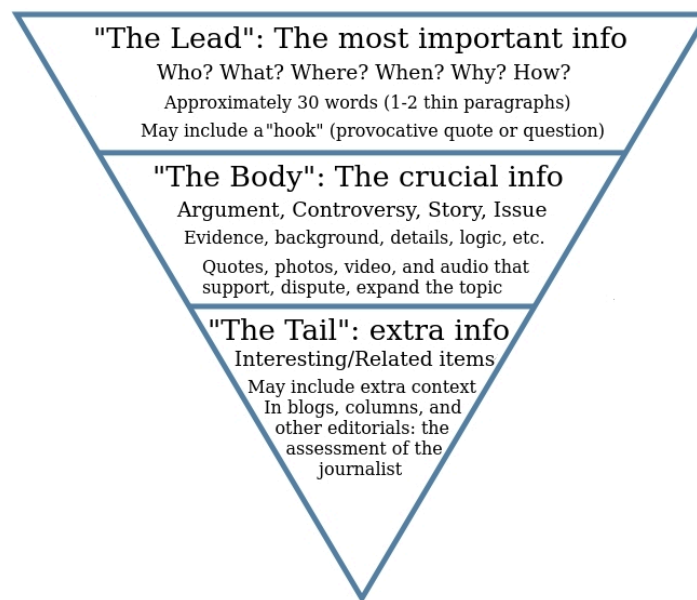 "The Lead": The most important info
Who? What? Where? When? Why? How?
Approximately 30 words (1-2 thin paragraphs)
May include a "hook" (provocative quote or question)
"The Body": The crucial info
Argument, Controversy, Story, Issue
Evidence, background, details, logic, etc.
Quotes, photos, video, and audio that
support, dispute, expand the topic
"The Tail": extra info
Interesting/Related items
May include extra context
In blogs, columns, and
other editorials: the
assessment of the
journalist